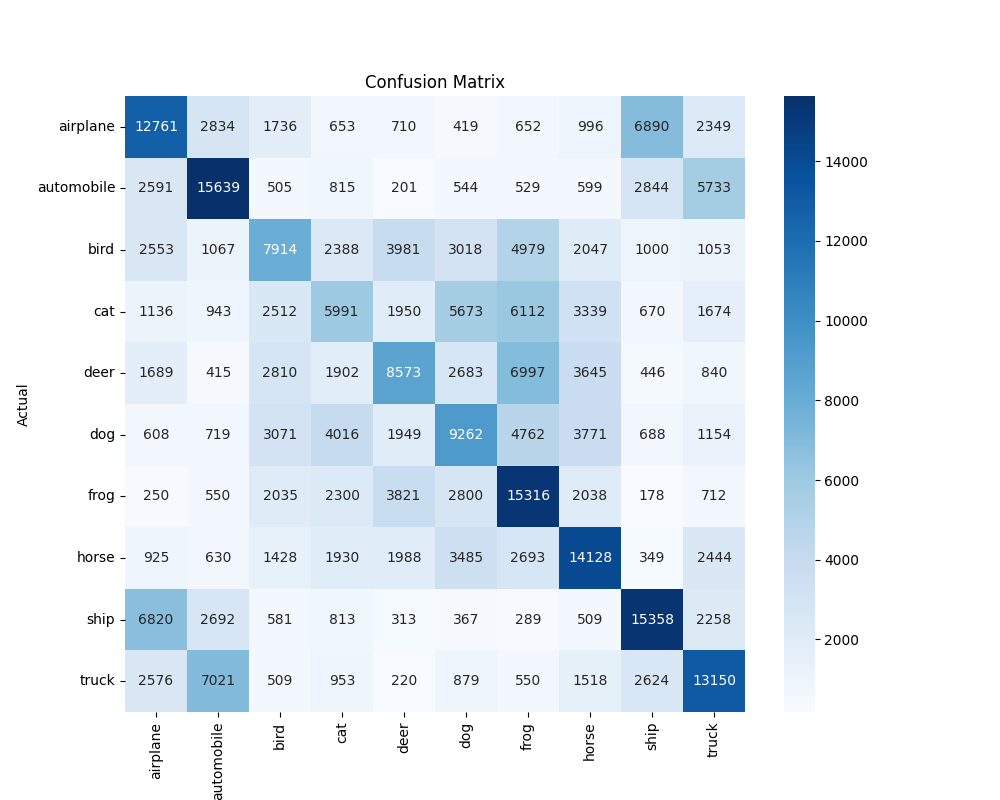 Confusion Matrix
airplane 12761 2834 1736 653 710 419 652 996 6890 2349
automobile 2591 15639 505 815 201 544 529 599 2844 5733
bird 2553 1067 7914 2388 3981 3018 4979 2047 1000 1053
cat 1136 943 2512 5991 1950 5673 6112 3339 670 1674
deer 1689 415 2810 1902 8573 2683 6997 3645 446 840
dog 608 719 3071 4016 1949 9262 4762 3771 688 1154
frog 250 550 2035 2300 3821 2800 15316 2038 178 712
horse 925 630 1428 1930 1988 3485 2693 14128 349 2444
ship 6820 2692 581 813 313 367 289 509 15358 2258
truck 2576 7021 509 953 220 879 550 1518 2624 13150
airplane automobile bird cat deer dog frog horse ship truck
Actual
14000
12000
10000
8000
6000
4000
2000